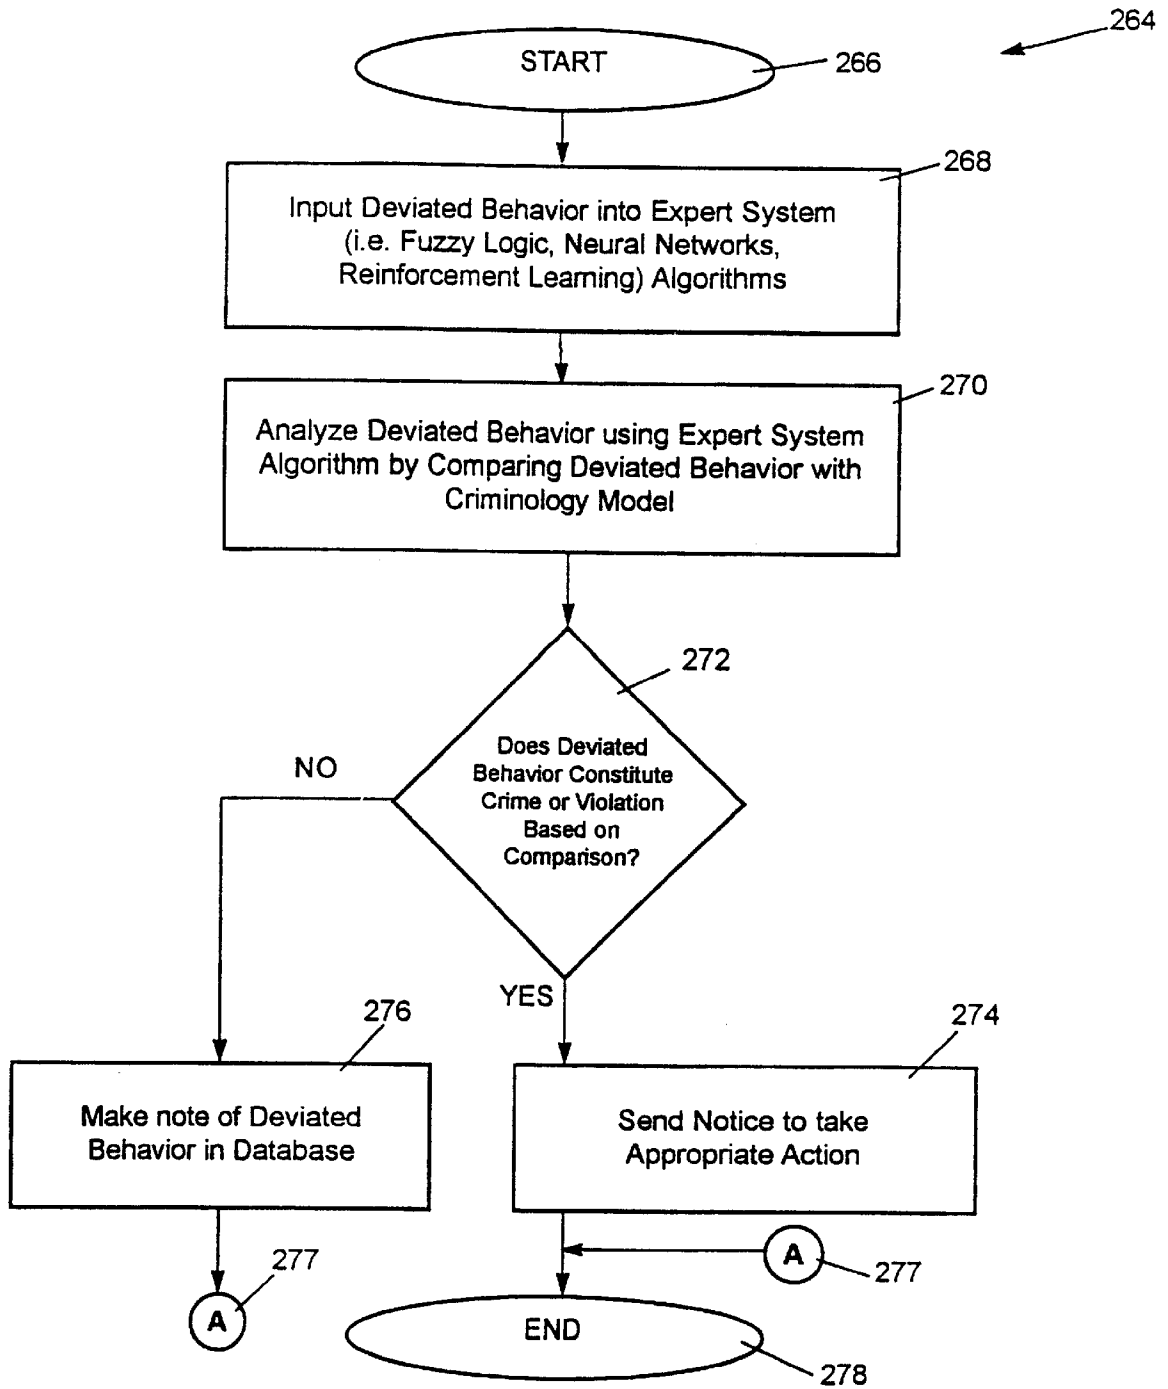 264
START
266
268
Input Deviated Behavior into Expert System
(i.e. Fuzzy Logic, Neural Networks,
Reinforcement Learning) Algorithms
270
Analyze Deviated Behavior using Expert System
Algorithm by Comparing Deviated Behavior with
Criminology Model
272
Does Deviated
Behavior Constitute
Crime or Violation
Based on
Comparison?
NO
YES
276
274
Make note of Deviated
Behavior in Database
Send Notice to take
Appropriate Action
277
A
A
277
END
278